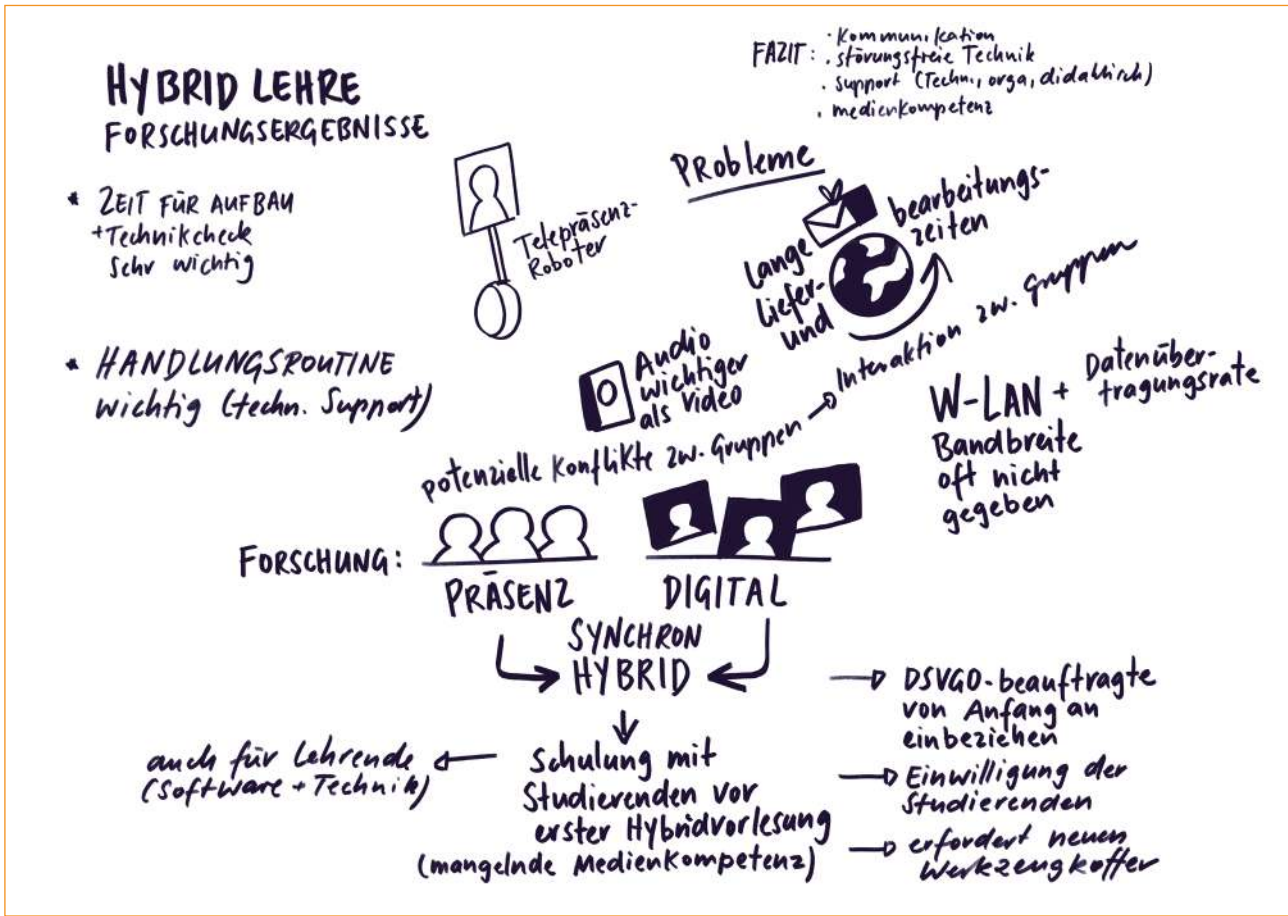 HYBRID LEHRE
FORSCHUNGSERGEBNISSE
* ZEIT FÜR AUFBAU
+ Technikcheck
Sehr wichtig
* HANDLUNGSROUTINE
wichtig (techn. Support)
Telepräsenz-
Roboter
FAZIT: · Kommunikation
· störungsfreie Technik
· support (Techn., orga, didaktisch)
· medienkompetenz
Probleme
Lange
Liefer-
und
bearbeitungs-
zeiten
Audio
wichtiger
als Video
potenzielle Konflikte zw. Gruppen → Interaktion zw. Gruppen
W-LAN + Datenüber-
tragungsrate
Bandbreite
oft nicht
gegeben
FORSCHUNG:
PRÄSENZ
DIGITAL
SYNCHRON
HYBRID
Schulung mit
Studierenden vor
erster Hybridvorlesung
(mangelnde Medienkompetenz)
auch für Lehrende
(Software + Technik)
→ DSVGO-beauftragte
von Anfang an
einbeziehen
→ Einwilligung der
Studierenden
→ erfordert neuen
Werkzeugkoffer